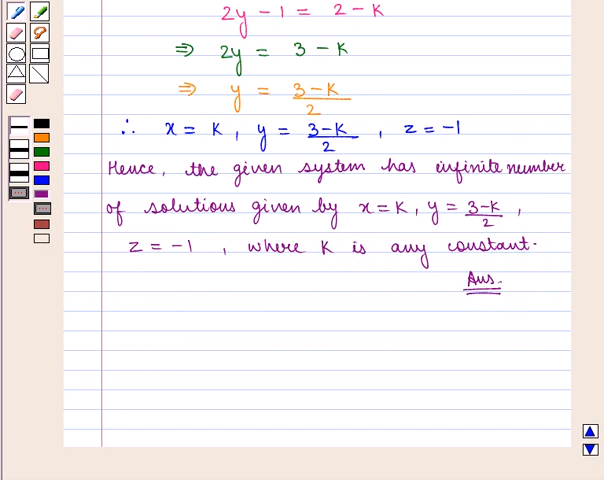 2y - 1 = 2 - K
⇒ 2y = 3 - K
⇒ y = (3-K)/2
∴ x = K, y = (3-K)/2, z = -1
Hence, the given system has infinite number
of solutions given by x = K, y = (3-K)/2,
z = -1, where K is any constant.
Ans.